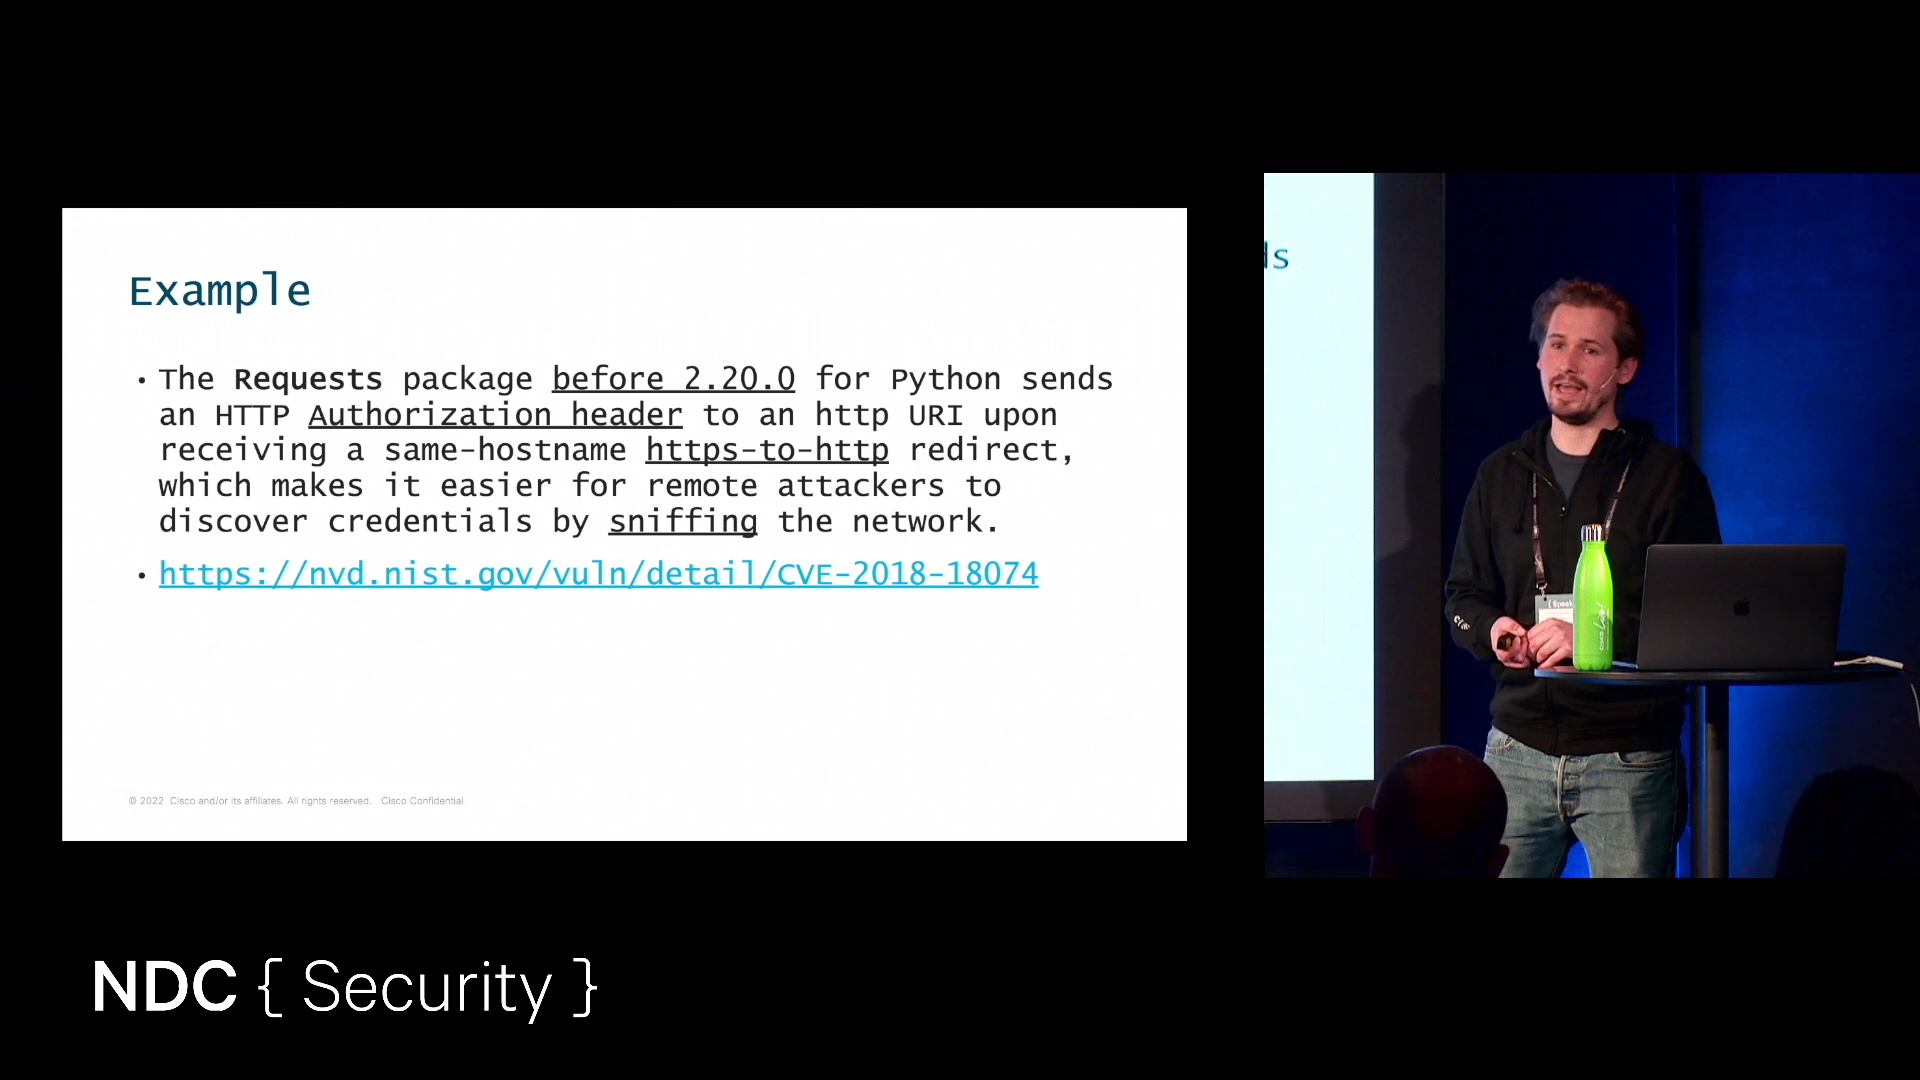 Example
• The Requests package before 2.20.0 for Python sends
an HTTP Authorization header to an http URI upon
receiving a same-hostname https-to-http redirect,
which makes it easier for remote attackers to
discover credentials by sniffing the network.
• https://nvd.nist.gov/vuln/detail/CVE-2018-18074
© 2022 Cisco and/or its affiliates. All rights reserved. Cisco Confidential
ds
CISCO Live!
NDC { Security }